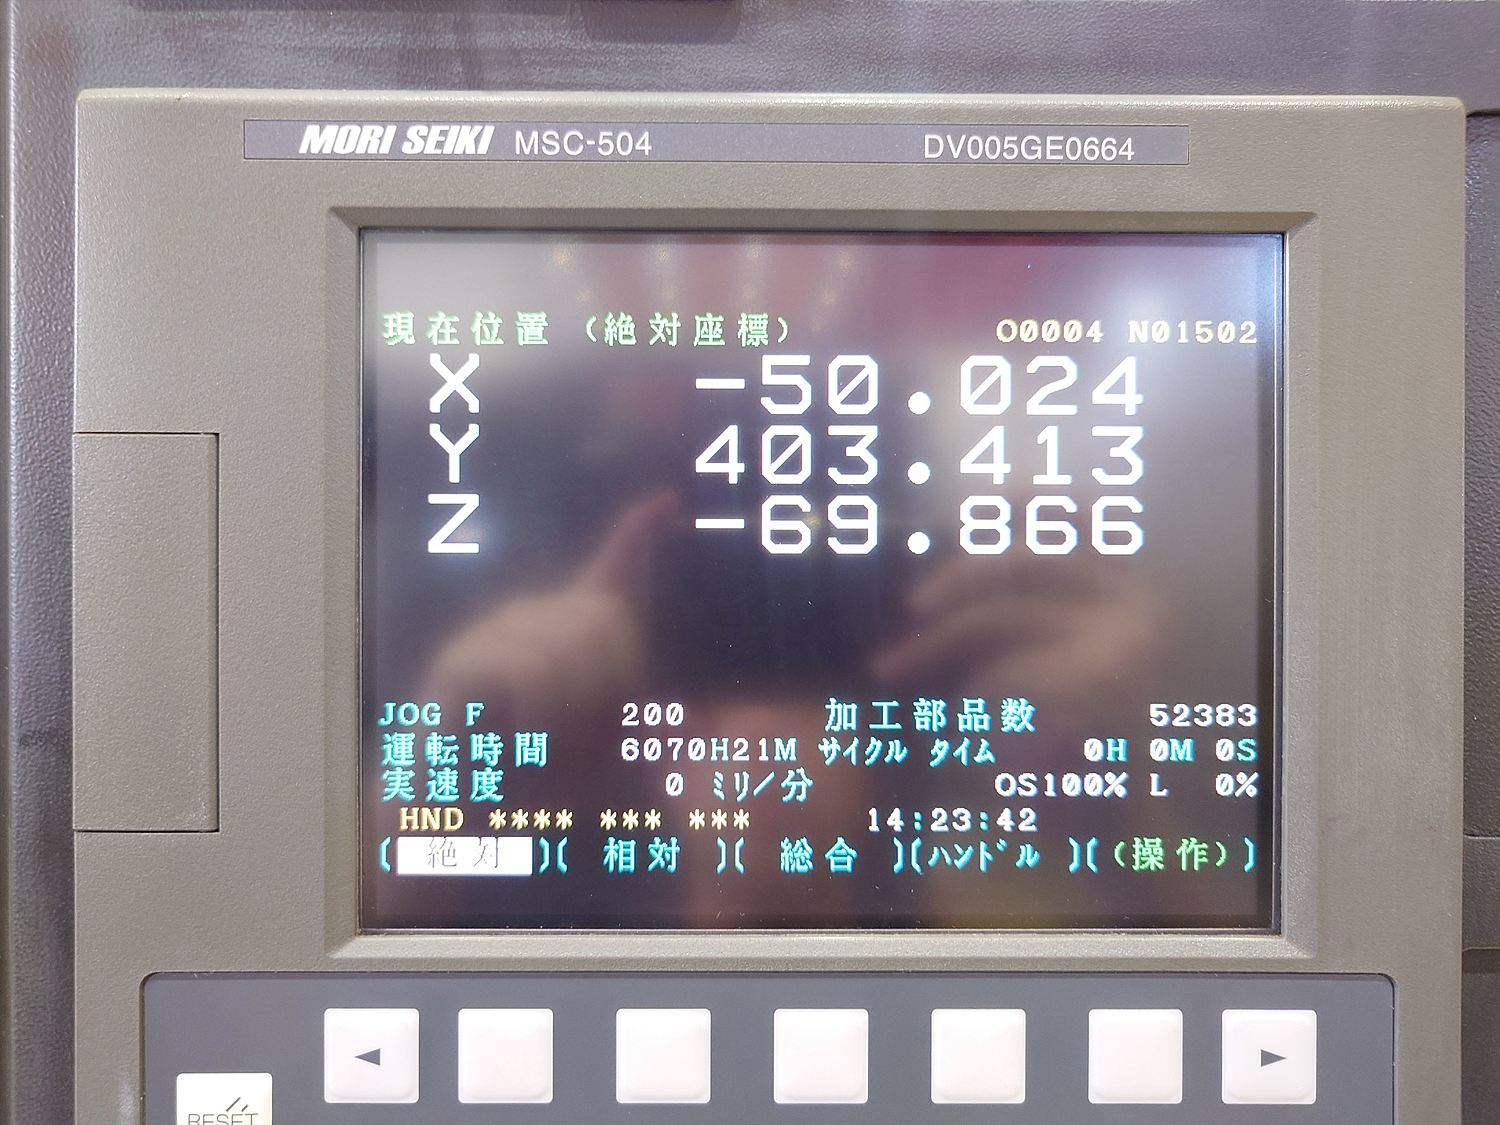 MORI SEIKI MSC-504 DV005GE0664
現在位置 （絶対座標） O0004 N01502
X -50.024
Y 403.413
Z -69.866
JOG F 200 加工部品数 52383
運転時間 6070H21M サイクル タイム 0H 0M 0S
実速度 0 ミリ／分 OS100% L 0%
HND **** *** *** 14:23:42
[ 絶対 ][ 相対 ][ 総合 ][ハンドル ][（操作）]
◄ ►
RESET